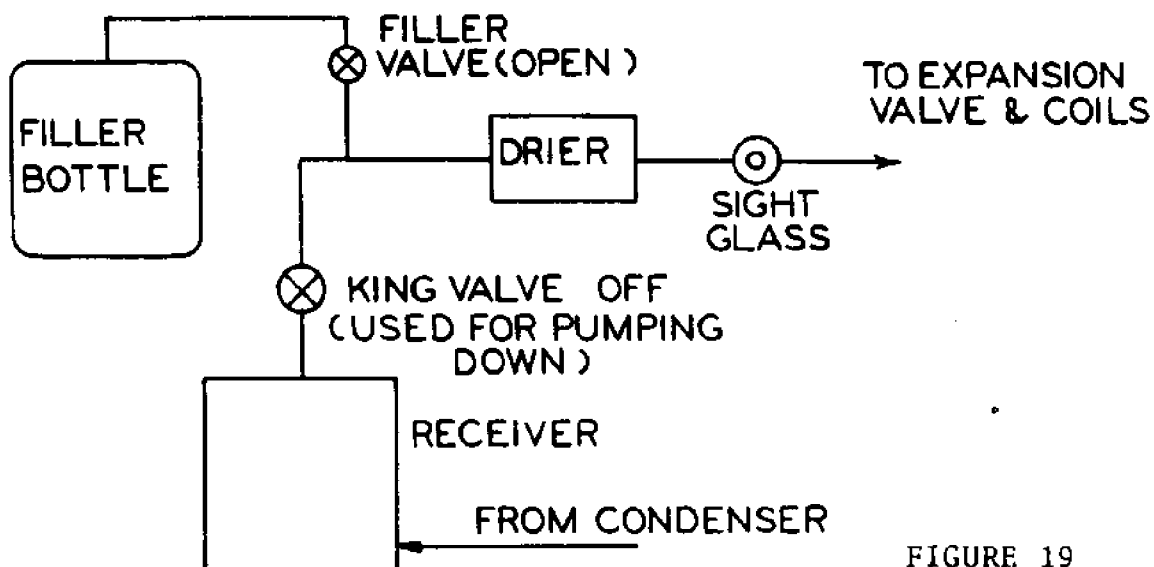 FILLER
VALVE (OPEN)
FILLER
BOTTLE
DRIER
TO EXPANSION
VALVE & COILS
SIGHT
GLASS
KING VALVE OFF
(USED FOR PUMPING
DOWN)
RECEIVER
FROM CONDENSER
FIGURE 19